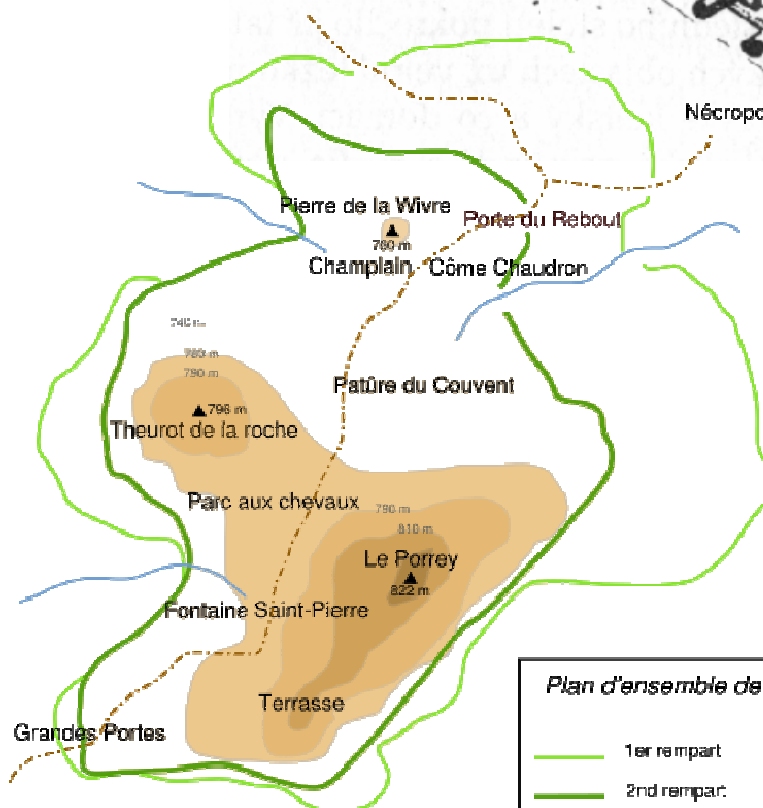 Nécropo
Pierre de la Wivre
Porte du Rebout
760 m
Champlain
Côme Chaudron
740 m
760 m
790 m
Patûre du Couvent
796 m
Theurot de la roche
Parc aux chevaux
790 m
810 m
Le Porrey
822 m
Fontaine Saint-Pierre
Plan d'ensemble de
Terrasse
Grandes Portes
1er rempart
2nd rempart